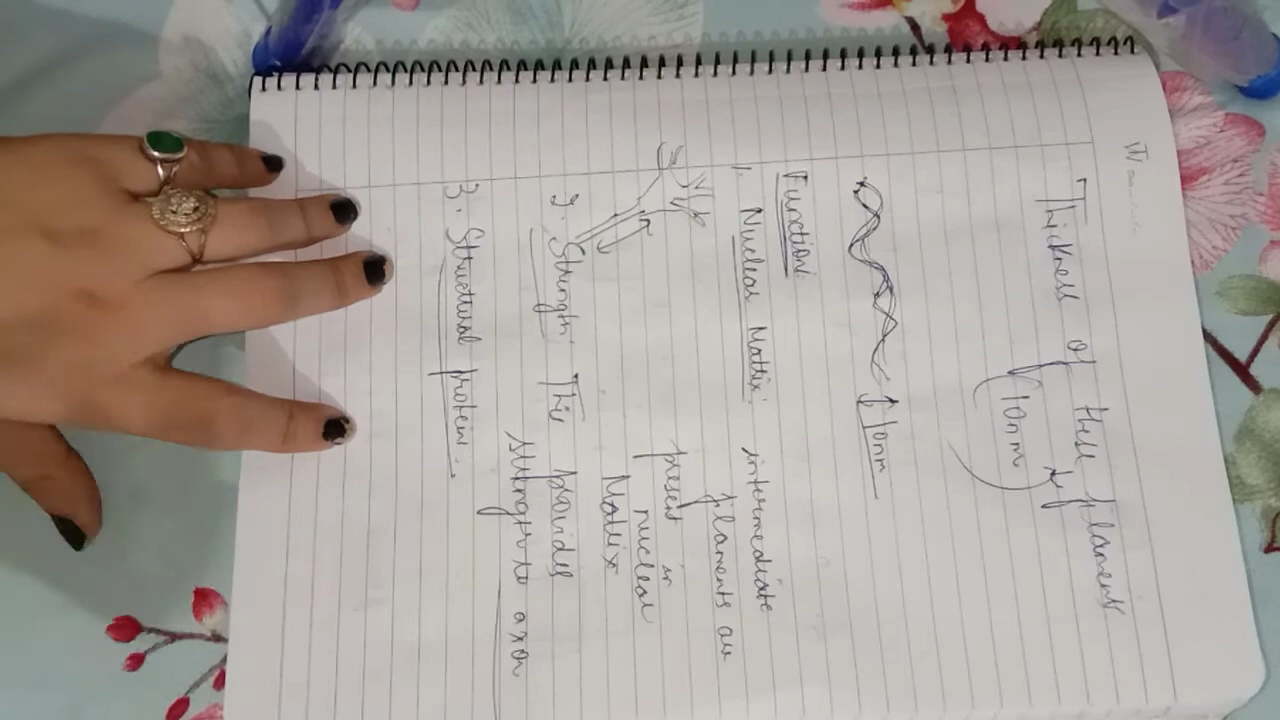 Thickness of these filaments
(10nm)
10nm
Function:
1. Nuclear Matrix: intermediate
filaments are
present in
nuclear
Matrix
2. Strength: This provides
strength to axon
3. Structural protein.